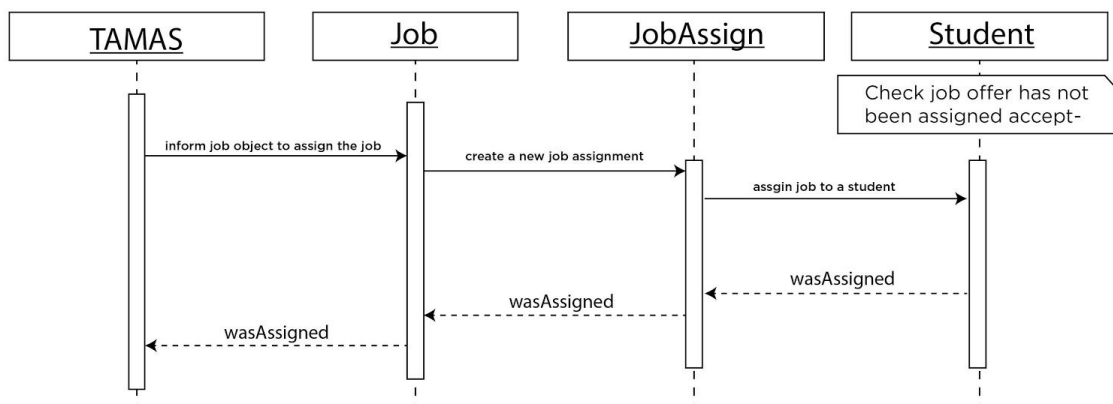 TAMAS
Job
JobAssign
Student
Check job offer has not
been assigned accept-
inform job object to assign the job
create a new job assignment
assgin job to a student
wasAssigned
wasAssigned
wasAssigned